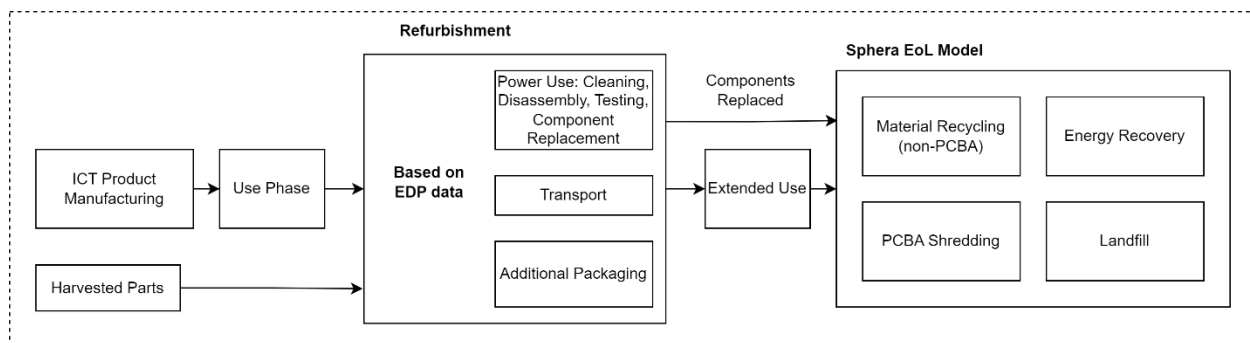 Refurbishment
Sphera EoL Model
Power Use: Cleaning,
Disassembly, Testing,
Component
Replacement
Components
Replaced
Material Recycling
(non-PCBA)
Energy Recovery
ICT Product
Manufacturing
Use Phase
Based on
EDP data
Transport
Extended Use
PCBA Shredding
Landfill
Harvested Parts
Additional Packaging